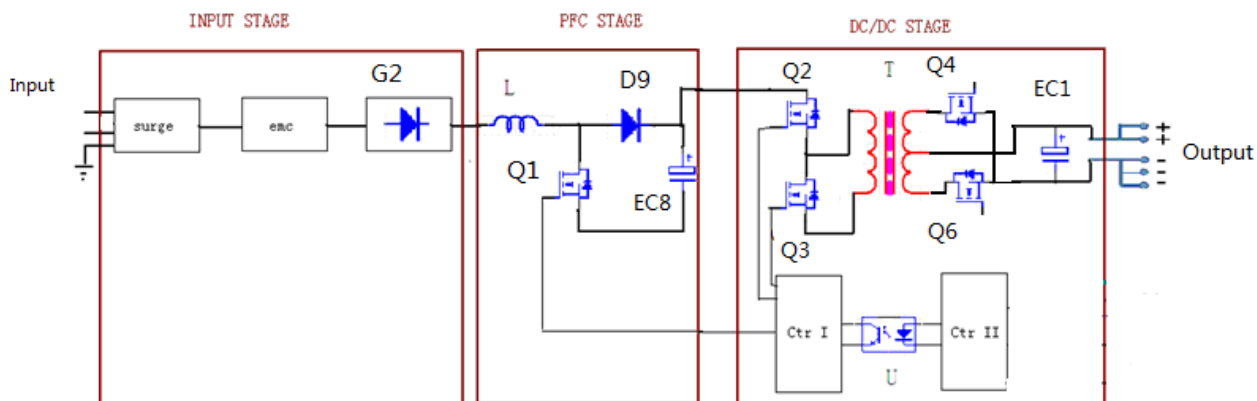 INPUT STAGE
PFC STAGE
DC/DC STAGE
Input
surge
emc
G2
L
D9
Q1
EC8
Q2
Q3
T
Q4
Q6
EC1
+
+
-
-
Output
Ctr I
U
Ctr II